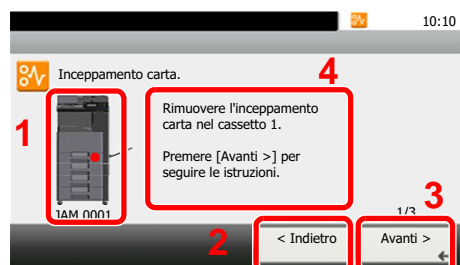 10:10
Inceppamento carta.
4
1
Rimuovere l'inceppamento
carta nel cassetto 1.
Premere [Avanti >] per
seguire le istruzioni.
JAM 0001
1/3
3
2
< Indietro
Avanti >